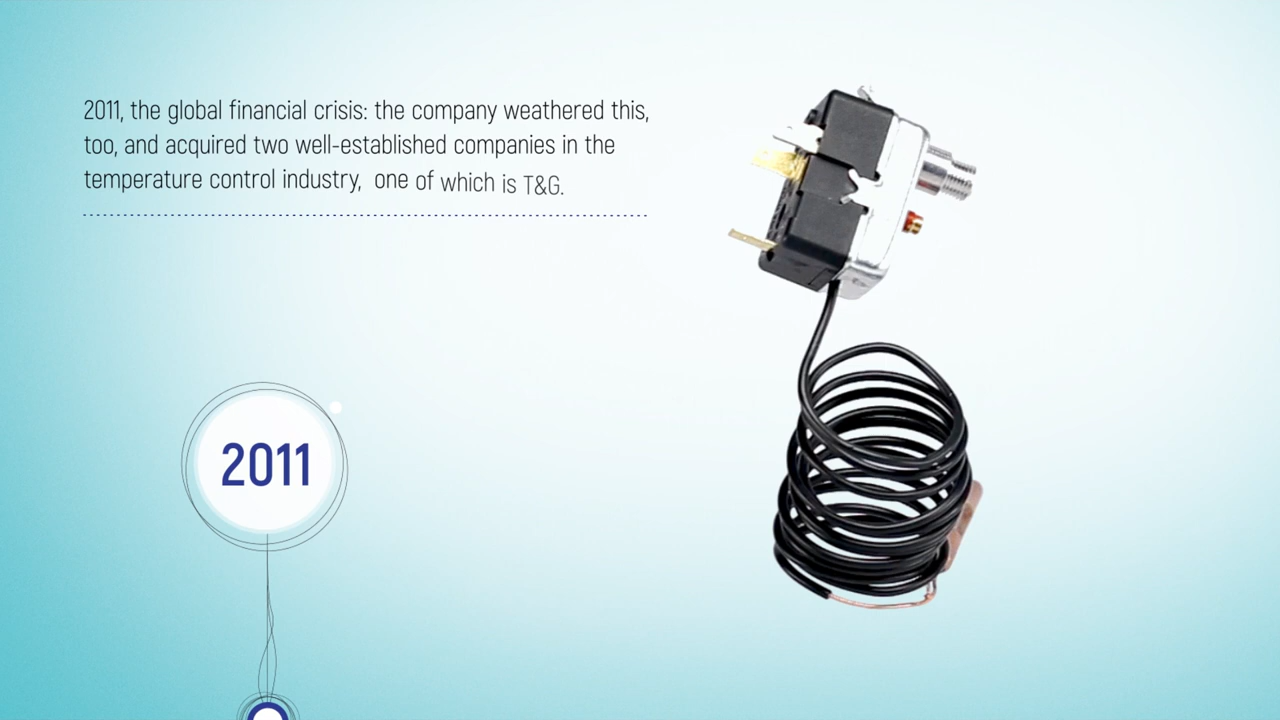 2011, the global financial crisis: the company weathered this,
too, and acquired two well-established companies in the
temperature control industry,  one of which is T&G.
2011